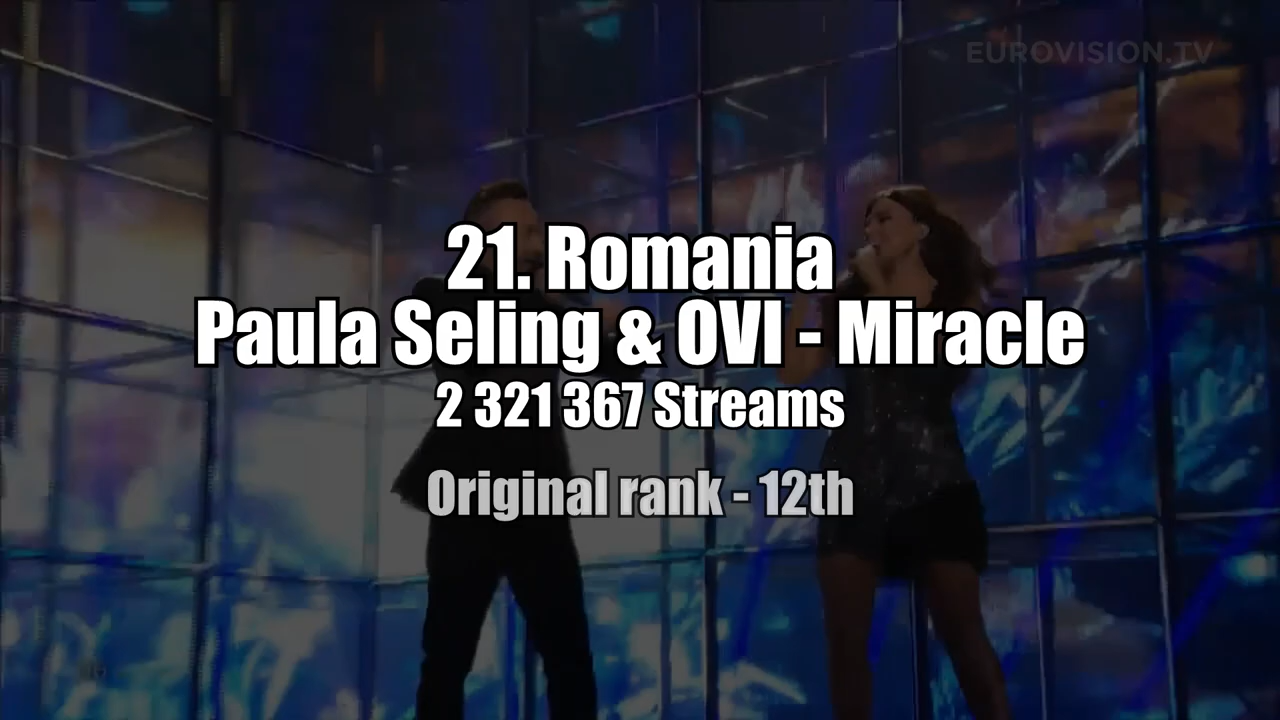 EUROVISION.TV
21. Romania
Paula Seling & OVI - Miracle
2 321 367 Streams
Original rank - 12th